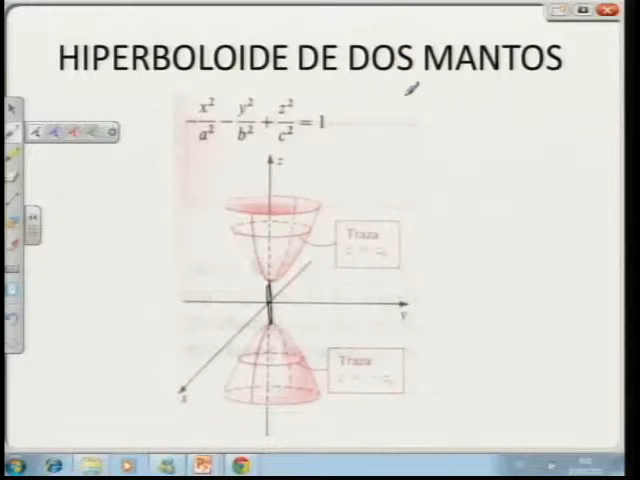 HIPERBOLOIDE DE DOS MANTOS
-x²/a² - y²/b² + z²/c² = 1
z
Traza
y
Traza
x